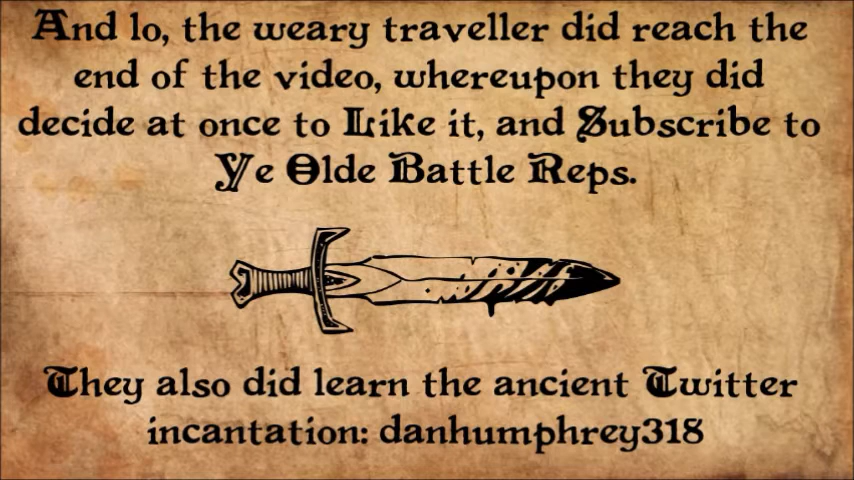 And lo, the weary traveller did reach the
end of the video, whereupon they did
decide at once to Like it, and Subscribe to
Ye Olde Battle Reps.
They also did learn the ancient Twitter
incantation: danhumphrey318